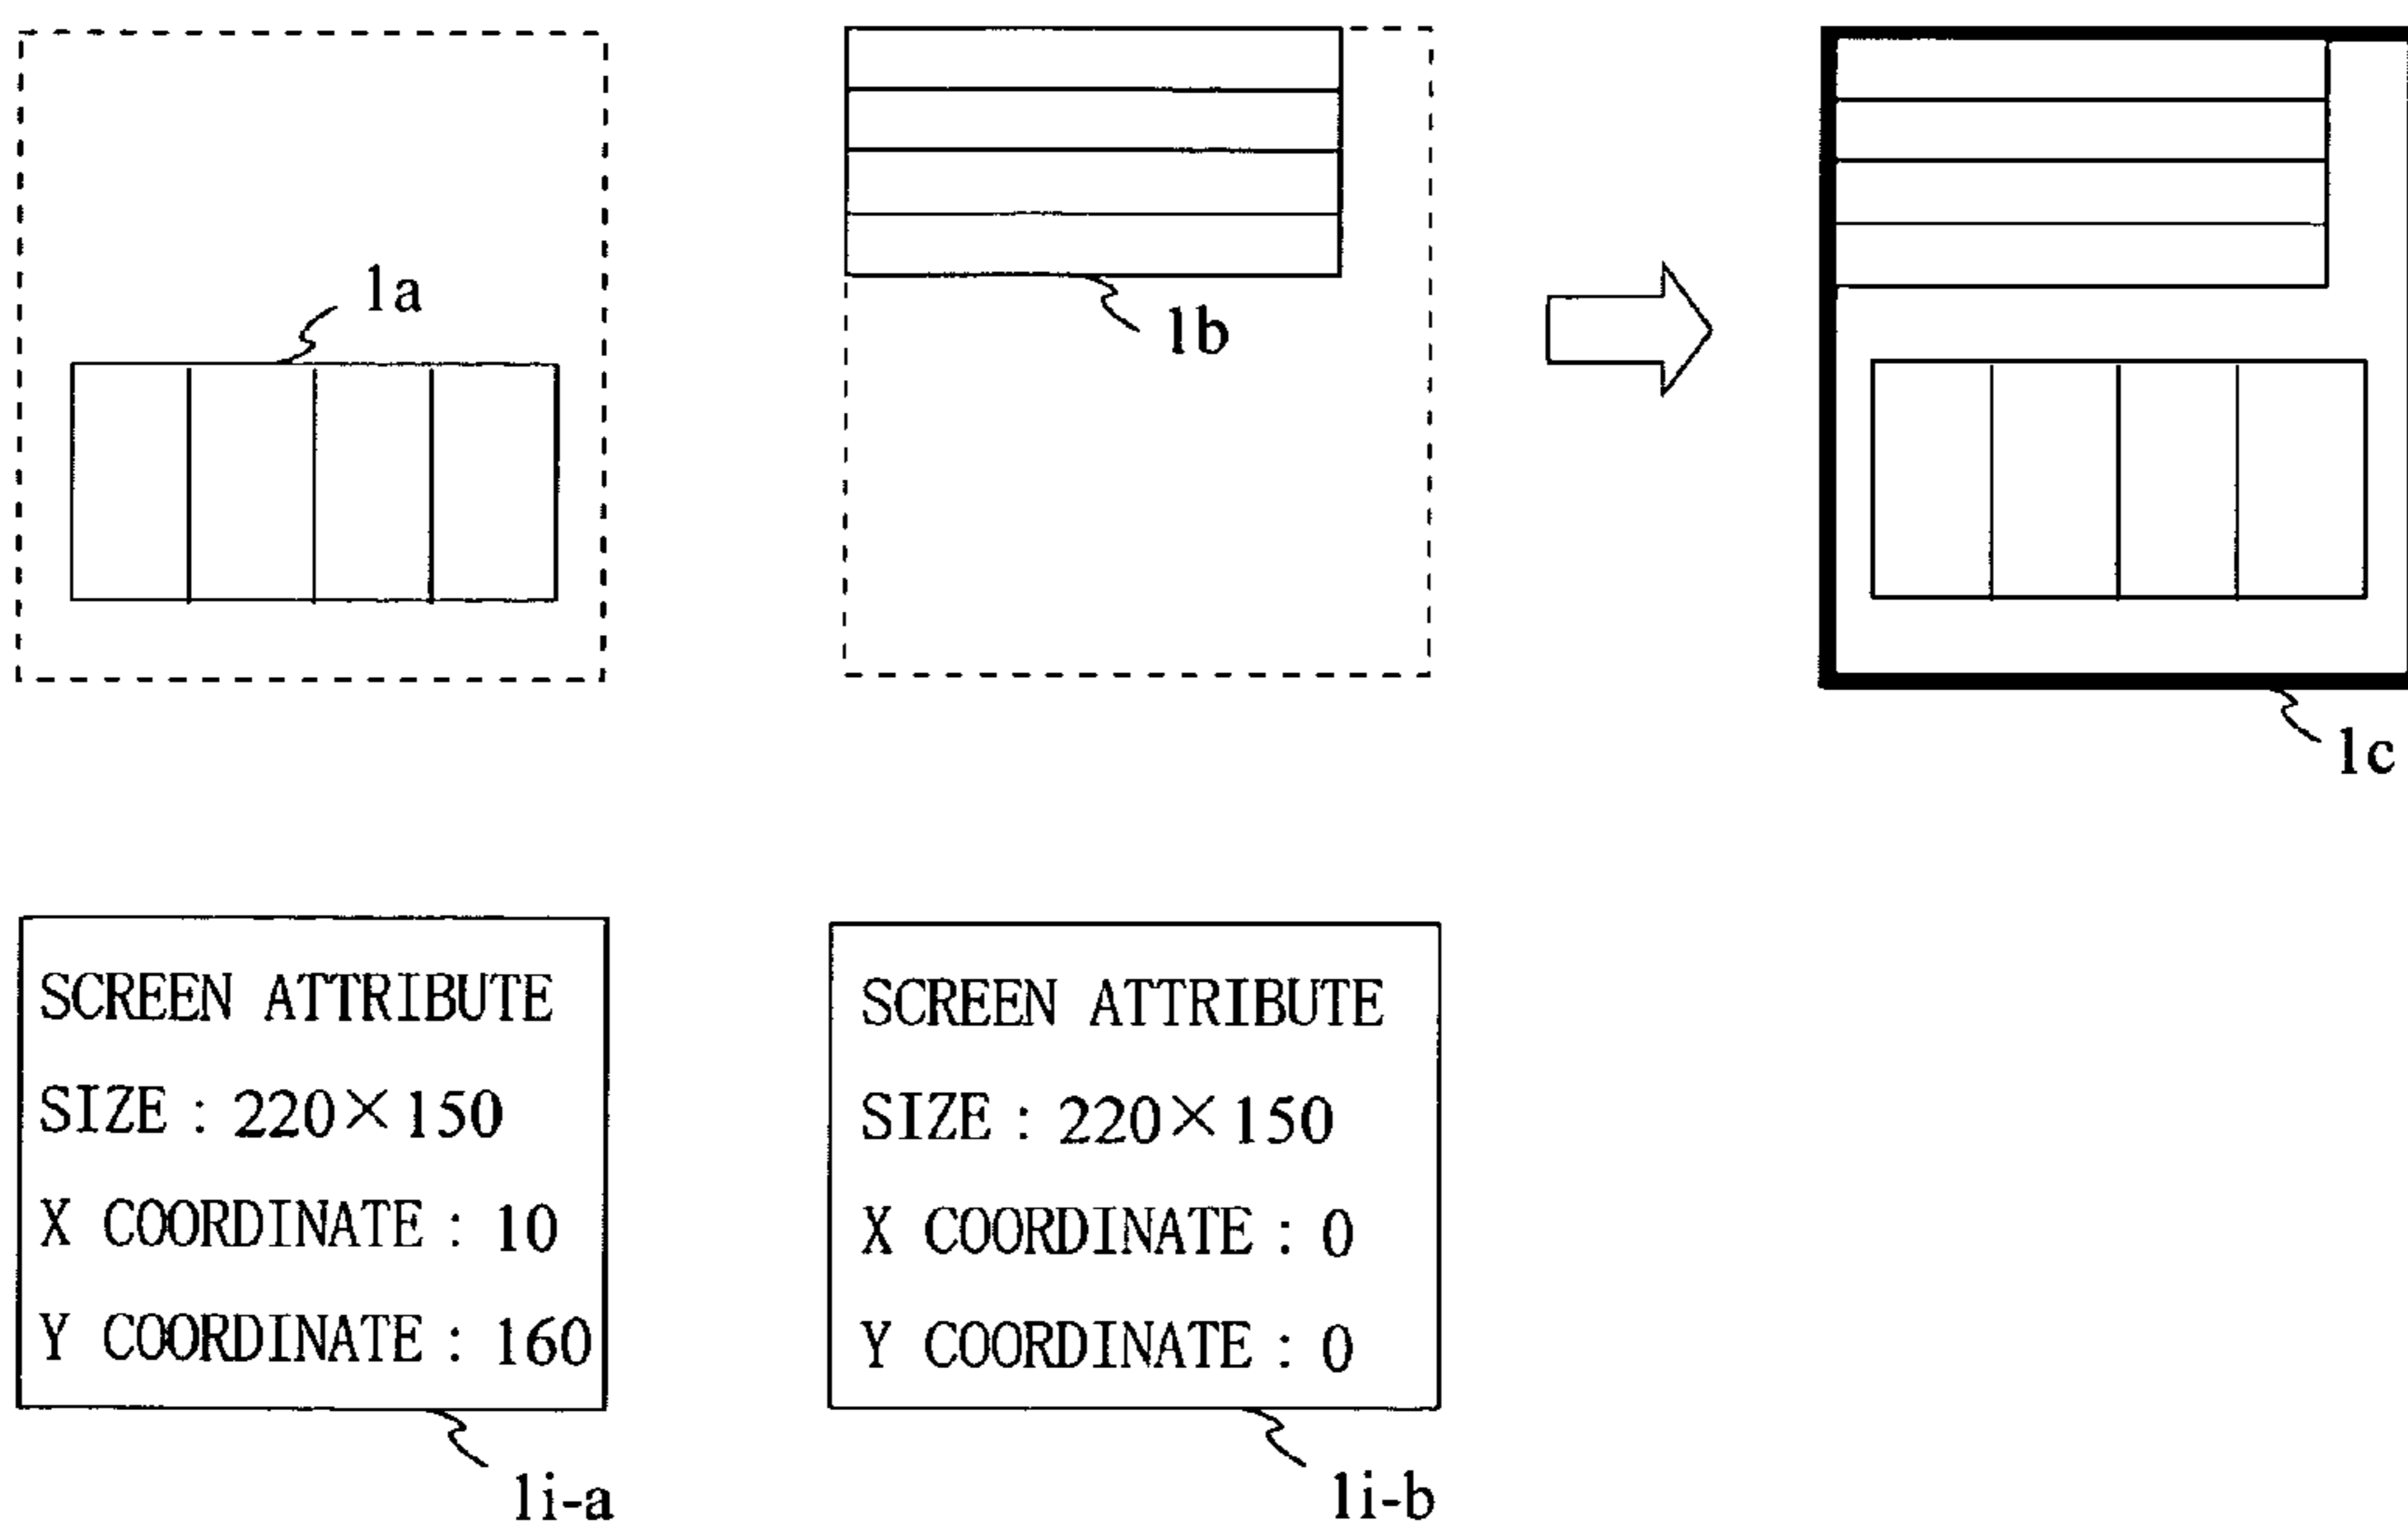 1a
1b
1c
SCREEN ATTRIBUTE
SIZE : 220×150
X COORDINATE : 10
Y COORDINATE : 160
1i-a
SCREEN ATTRIBUTE
SIZE : 220×150
X COORDINATE : 0
Y COORDINATE : 0
1i-b